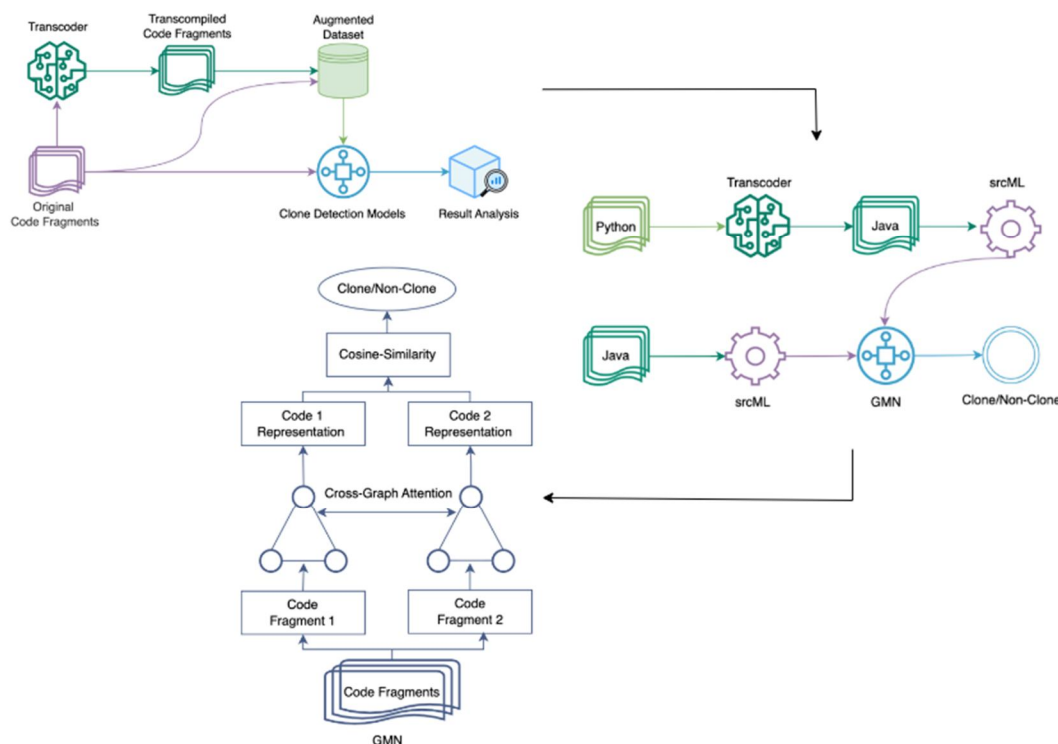 Transcoder
Transcompiled
Code Fragments
Augmented
Dataset
Original
Code Fragments
Clone Detection Models
Result Analysis
Python
Transcoder
Java
srcML
Java
srcML
GMN
Clone/Non-Clone
Clone/Non-Clone
Cosine-Similarity
Code 1
Representation
Code 2
Representation
Cross-Graph Attention
Code
Fragment 1
Code
Fragment 2
Code Fragments
GMN